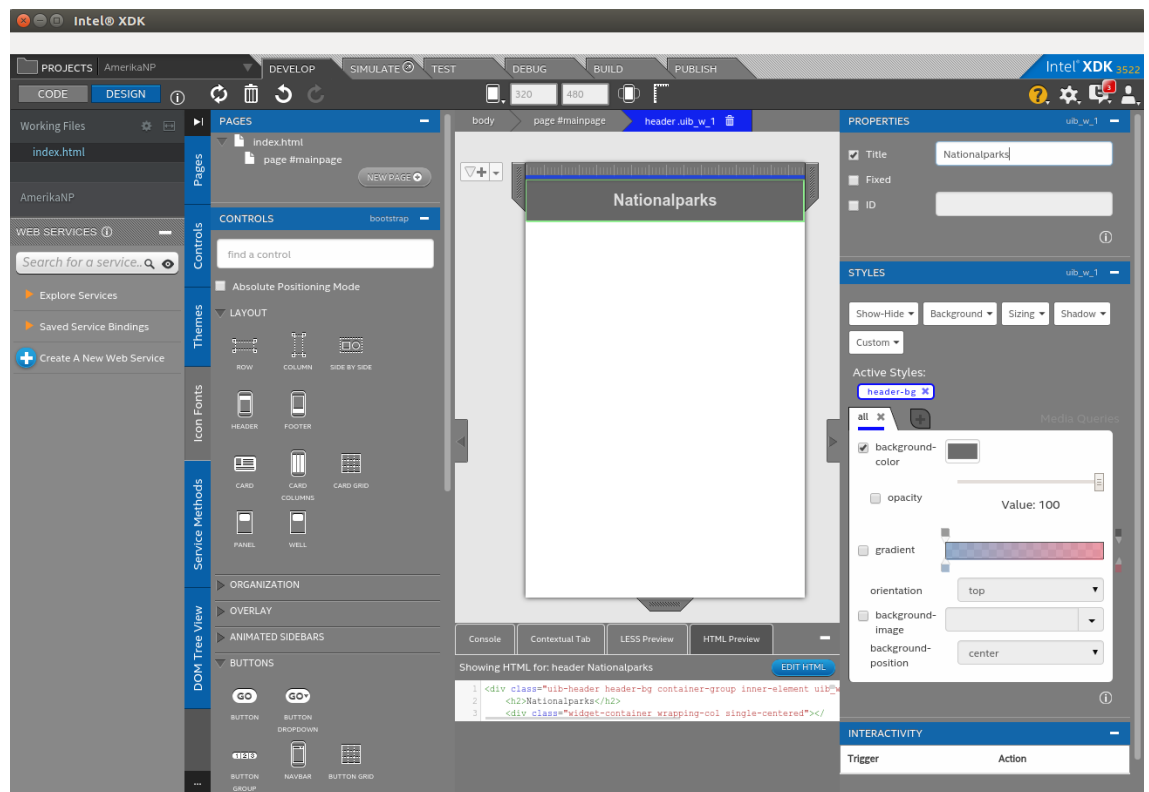 Intel® XDK
PROJECTS AmerikaNP DEVELOP SIMULATE TEST DEBUG BUILD PUBLISH Intel® XDK 3522
CODE DESIGN 320 480 3
Working Files
index.html
AmerikaNP
WEB SERVICES
Search for a service..
Explore Services
Saved Service Bindings
Create A New Web Service
Pages
Controls
Themes
Icon Fonts
Service Methods
DOM Tree View
...
PAGES
index.html
page #mainpage
NEW PAGE
CONTROLS bootstrap
find a control
Absolute Positioning Mode
LAYOUT
ROW COLUMN SIDE BY SIDE
HEADER FOOTER
CARD CARD COLUMNS CARD GRID
PANEL WELL
ORGANIZATION
OVERLAY
ANIMATED SIDEBARS
BUTTONS
GO GO
BUTTON BUTTON DROPDOWN
1 2 3
BUTTON GROUP NAVBAR BUTTON GRID
body page #mainpage header .uib_w_1
Nationalparks
Console Contextual Tab LESS Preview HTML Preview
Showing HTML for: header Nationalparks EDIT HTML
1 <div class="uib-header header-bg container-group inner-element uib_w
2 <h2>Nationalparks</h2>
3 <div class="widget-container wrapping-col single-centered"></
PROPERTIES uib_w_1
Title Nationalparks
Fixed
ID
STYLES uib_w_1
Show-Hide Background Sizing Shadow
Custom
Active Styles:
header-bg
all Media Queries
background-color
opacity Value: 100
gradient
orientation top
background-image
background-position center
INTERACTIVITY
Trigger Action